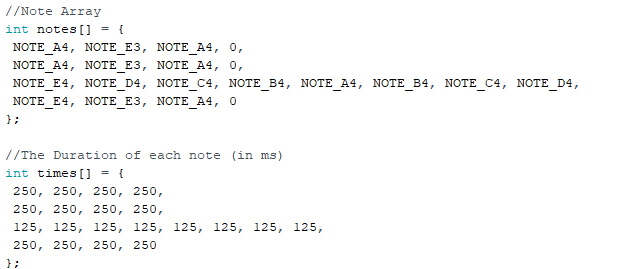 //Note Array
int notes[] = {
NOTE_A4, NOTE_E3, NOTE_A4, 0,
NOTE_A4, NOTE_E3, NOTE_A4, 0,
NOTE_E4, NOTE_D4, NOTE_C4, NOTE_B4, NOTE_A4, NOTE_B4, NOTE_C4, NOTE_D4,
NOTE_E4, NOTE_E3, NOTE_A4, 0
};
//The Duration of each note (in ms)
int times[] = {
250, 250, 250, 250,
250, 250, 250, 250,
125, 125, 125, 125, 125, 125, 125, 125,
250, 250, 250, 250
};